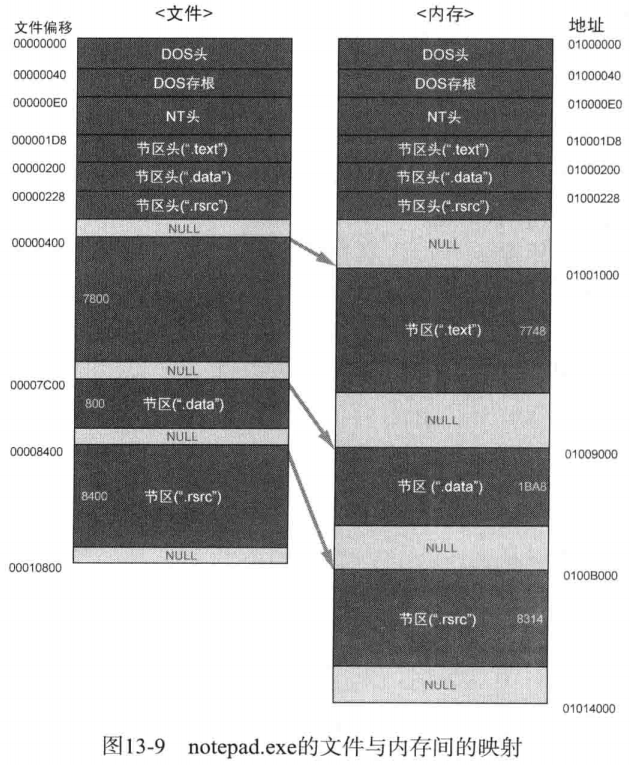 <文件>
<内存>
文件偏移
地址
00000000
DOS头
DOS头
01000000
00000040
DOS存根
DOS存根
01000040
000000E0
NT头
NT头
010000E0
000001D8
节区头(“.text”)
节区头(“.text”)
010001D8
00000200
节区头(“.data”)
节区头(“.data”)
01000200
00000228
节区头(“.rsrc”)
节区头(“.rsrc”)
01000228
NULL
NULL
00000400
01001000
7800
节区(“.text”)
7748
NULL
00007C00
800
节区(“.data”)
NULL
NULL
00008400
01009000
8400
节区(“.rsrc”)
节区 (“.data”)
1BA8
NULL
NULL
00010800
0100B000
节区(“.rsrc”)
8314
NULL
01014000
图13-9 notepad.exe的文件与内存间的映射